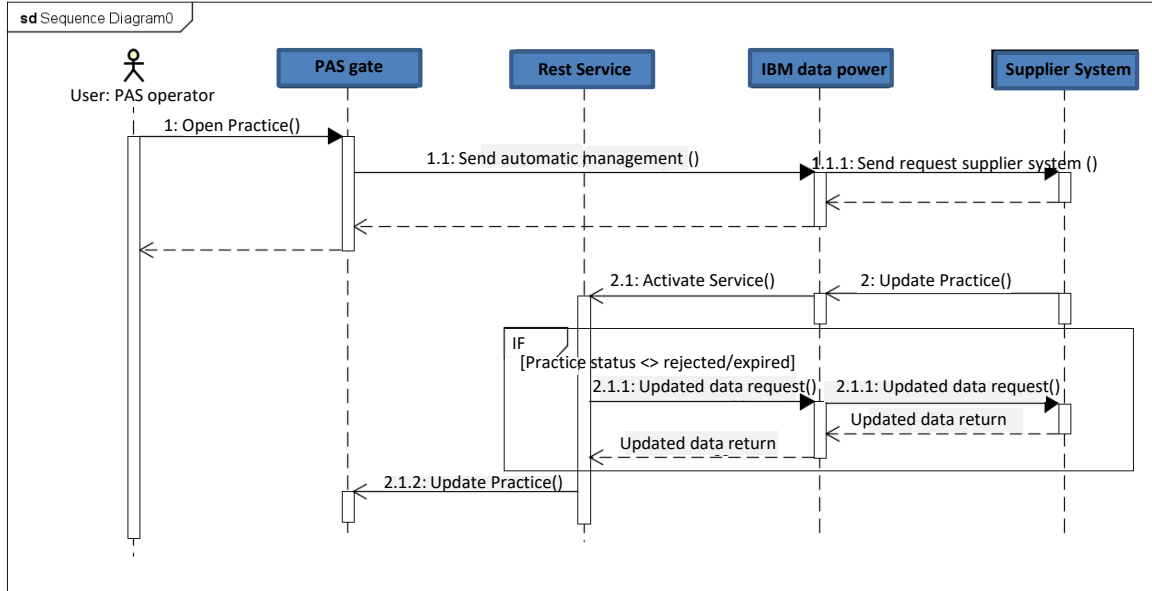 sd Sequence Diagram0
PAS gate
Rest Service
IBM data power
Supplier System
User: PAS operator
1: Open Practice()
1.1: Send automatic management ()
1.1.1: Send request supplier system ()
2.1: Activate Service()
2: Update Practice()
IF
[Practice status <> rejected/expired]
2.1.1: Updated data request()
2.1.1: Updated data request()
Updated data return
Updated data return
2.1.2: Update Practice()